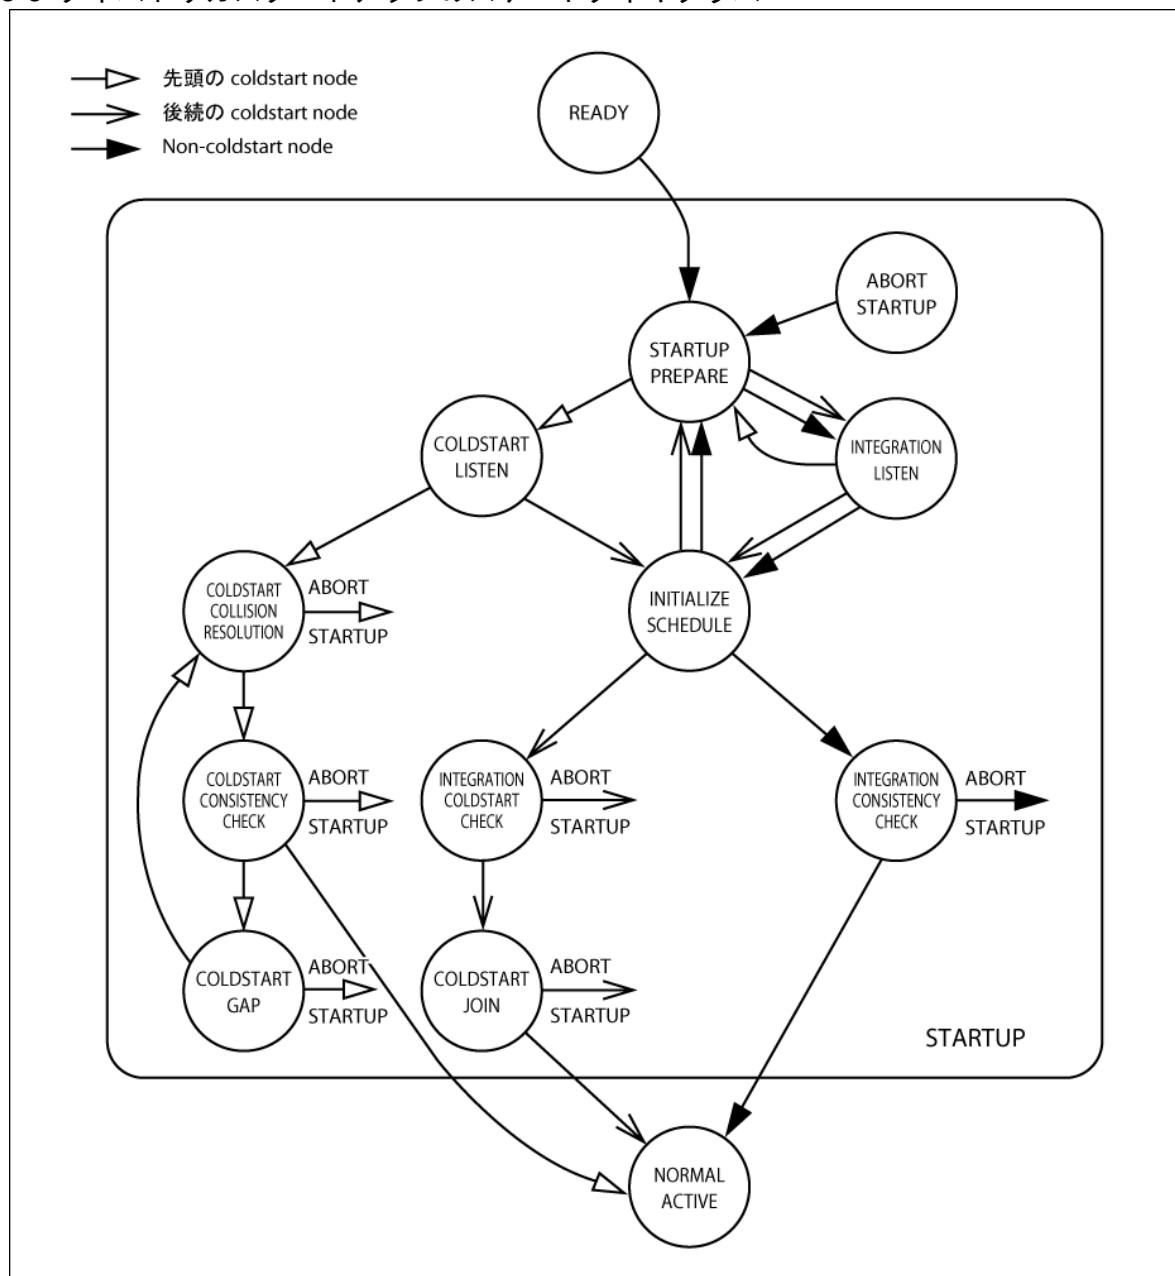 先頭の coldstart node
後続の coldstart node
Non-coldstart node
READY
ABORT
STARTUP
STARTUP
PREPARE
COLDSTART
LISTEN
INTEGRATION
LISTEN
COLDSTART
COLLISION
RESOLUTION
ABORT
STARTUP
INITIALIZE
SCHEDULE
COLDSTART
CONSISTENCY
CHECK
ABORT
STARTUP
INTEGRATION
COLDSTART
CHECK
ABORT
STARTUP
INTEGRATION
CONSISTENCY
CHECK
ABORT
STARTUP
COLDSTART
GAP
ABORT
STARTUP
COLDSTART
JOIN
ABORT
STARTUP
STARTUP
NORMAL
ACTIVE